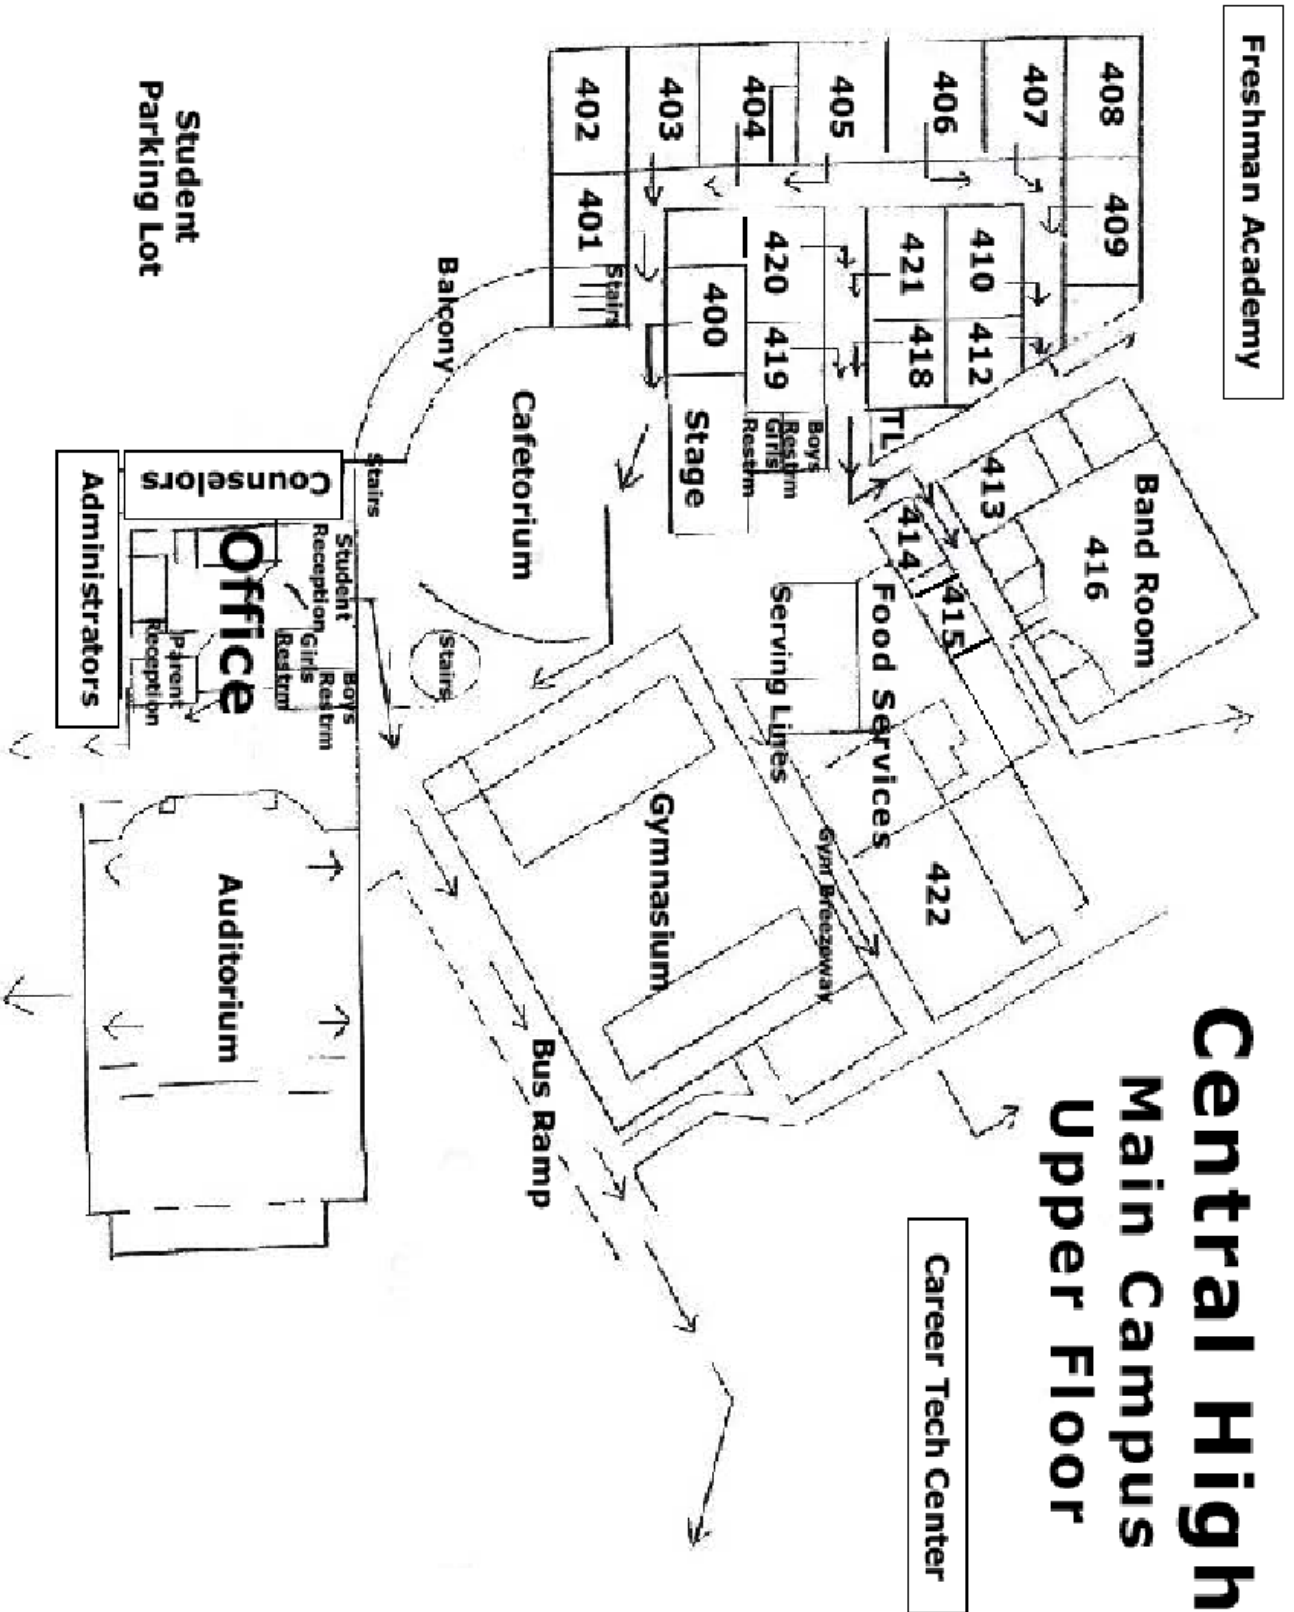 Central High
Main Campus
Upper Floor
Freshman Academy
Career Tech Center
408
409
407
406
405
404
403
402
401
410
421
420
400
412
418
419
TL
Boys
Restrm
Girls
Restrm
Stage
Stairs
Balcony
Cafetorium
Student
Parking Lot
Band Room
416
413
414
415
Food Services
Serving Lines
422
Gym Breezeway
Gymnasium
Stairs
Stairs
Counselors
Administrators
Office
Student
Reception
Girls
Restrm
Boys
Restrm
Parent
Reception
Auditorium
Bus Ramp